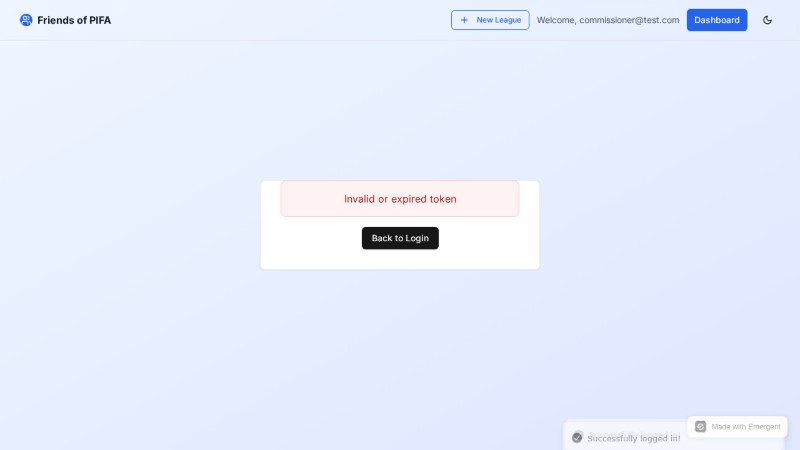 Friends of PIFA
New League
Welcome, commissioner@test.com
Dashboard
Invalid or expired token
Back to Login
Successfully logged in!
Made with Emergent